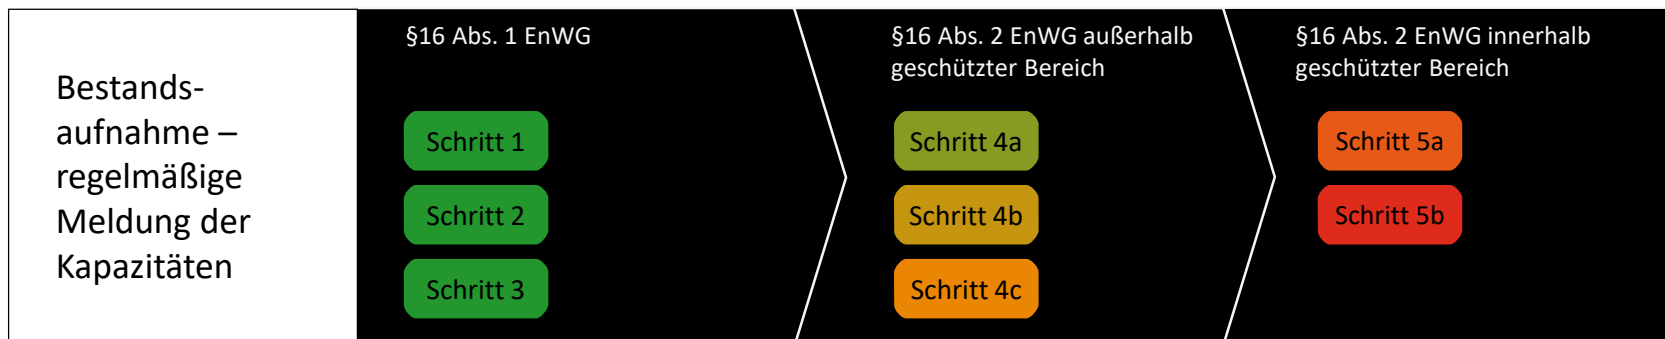 Bestands-
aufnahme –
regelmäßige
Meldung der
Kapazitäten
§16 Abs. 1 EnWG
Schritt 1
Schritt 2
Schritt 3
§16 Abs. 2 EnWG außerhalb
geschützter Bereich
Schritt 4a
Schritt 4b
Schritt 4c
§16 Abs. 2 EnWG innerhalb
geschützter Bereich
Schritt 5a
Schritt 5b